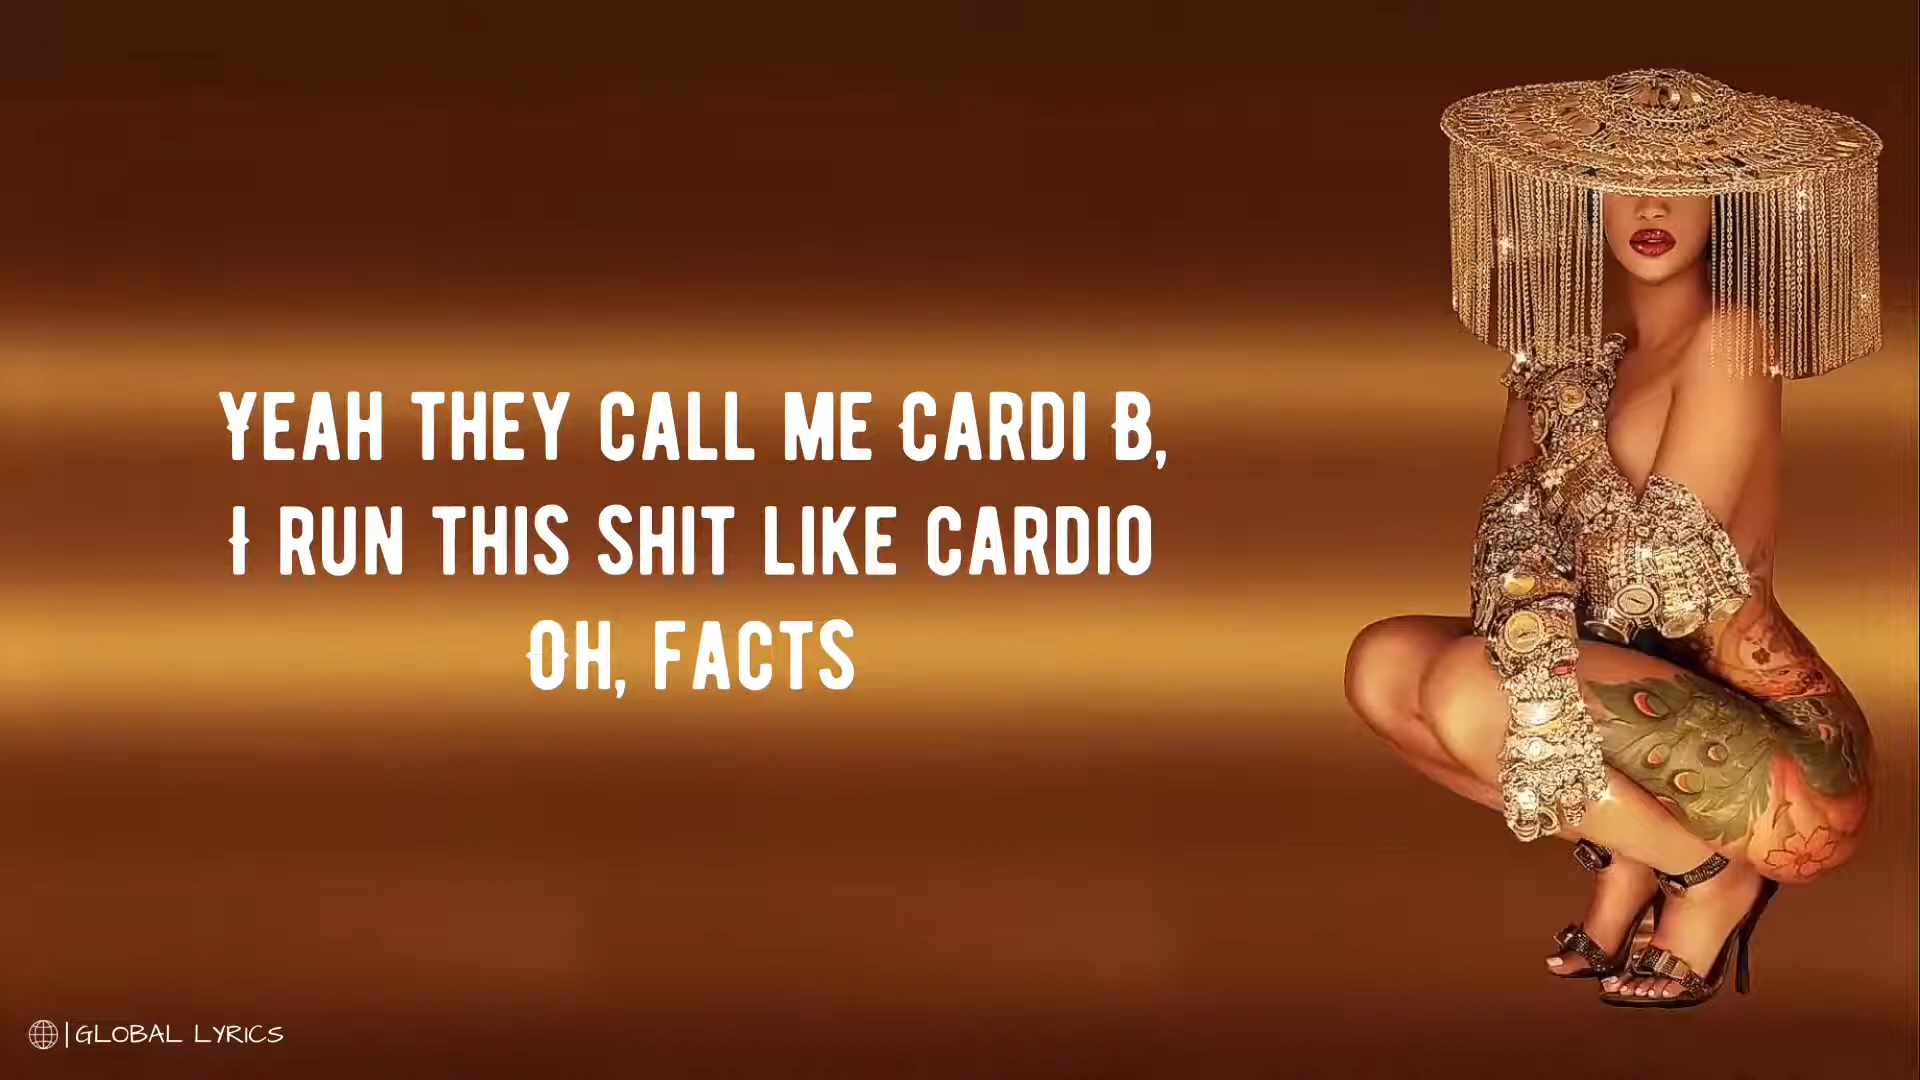 YEAH THEY CALL ME CARDI B,
I RUN THIS SHIT LIKE CARDIO
OH, FACTS
|GLOBAL LYRICS